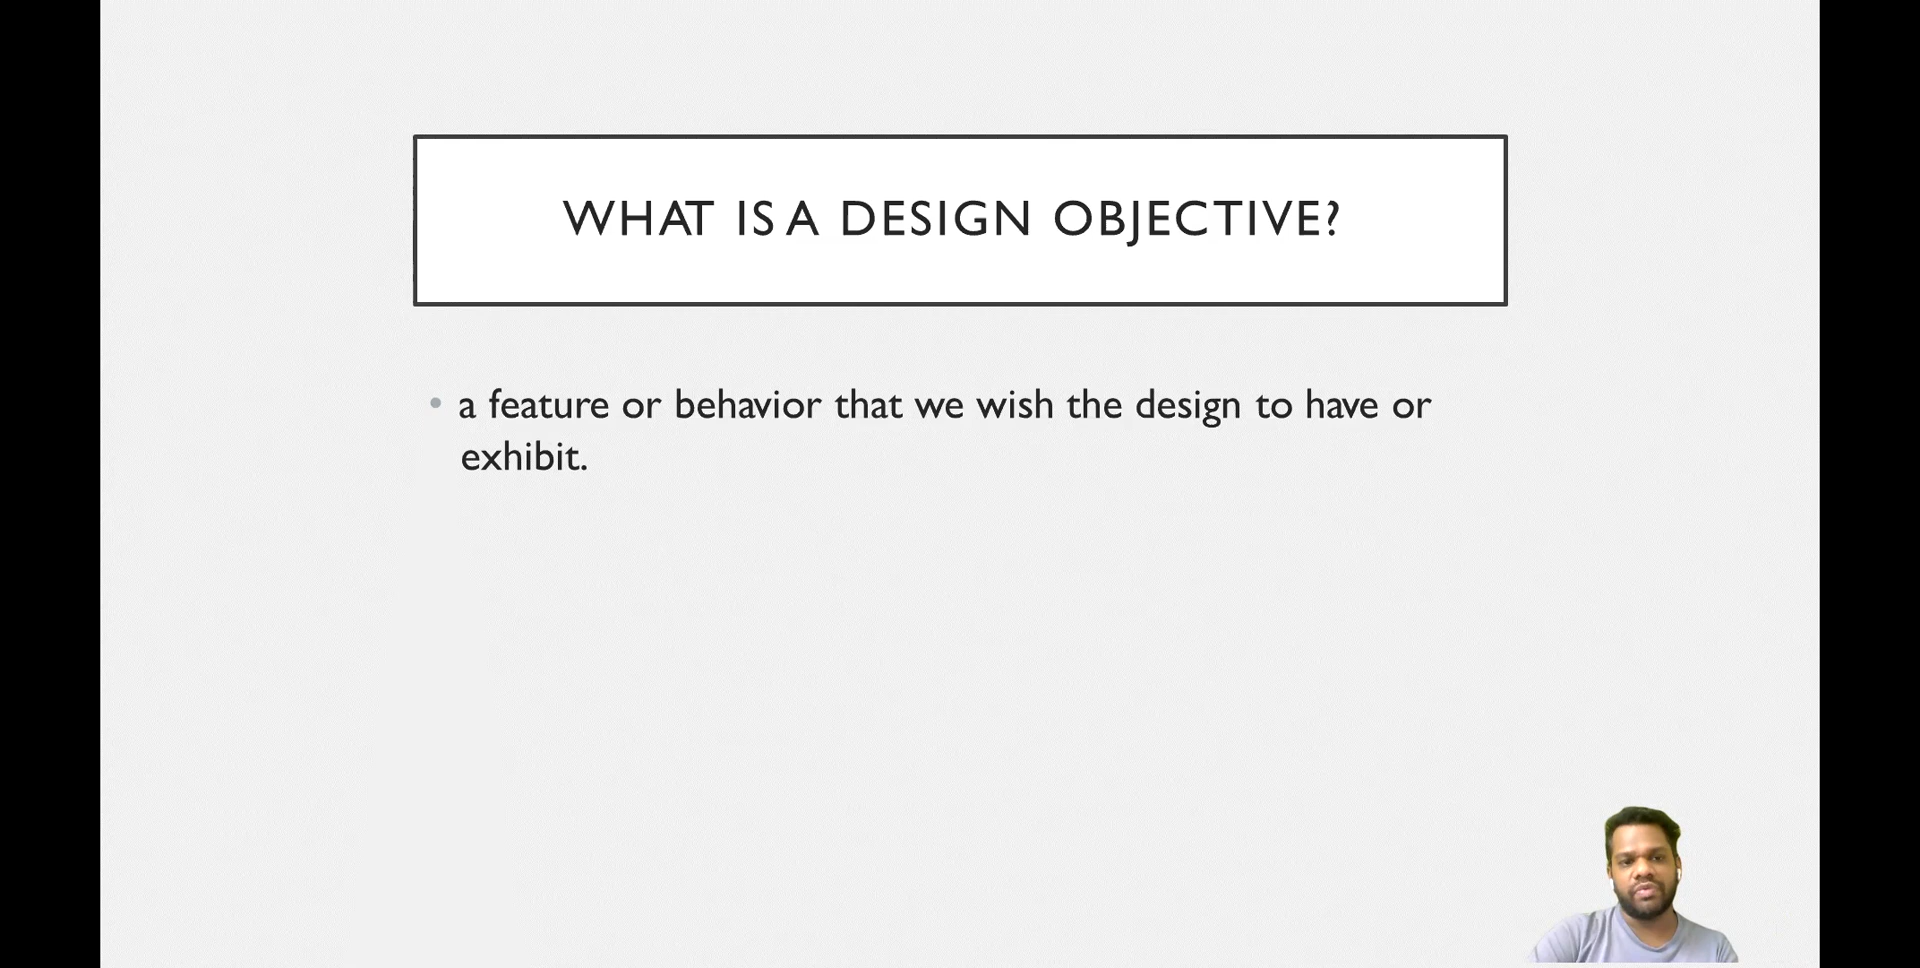 WHAT IS A DESIGN OBJECTIVE?
• a feature or behavior that we wish the design to have or
exhibit.